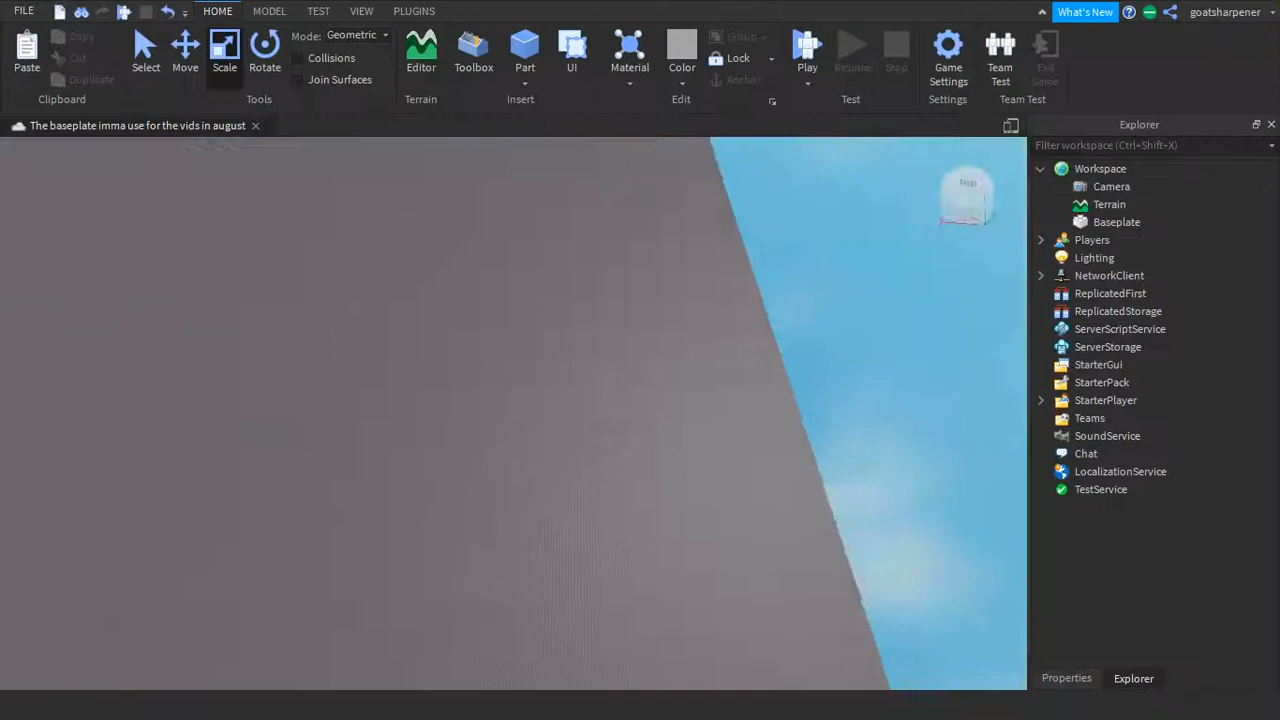 FILE HOME MODEL TEST VIEW PLUGINS What's New goatsharpener
Copy Mode: Geometric Group
Cut Collisions Lock
Paste Duplicate Select Move Scale Rotate Join Surfaces Editor Toolbox Part UI Material Color Anchor Play Resume Stop Game Settings Team Test Exit Game
Clipboard Tools Terrain Insert Edit Test Settings Team Test
The baseplate imma use for the vids in august
Explorer
Filter workspace (Ctrl+Shift+X)
Workspace
Camera
Terrain
Baseplate
Players
Lighting
NetworkClient
ReplicatedFirst
ReplicatedStorage
ServerScriptService
ServerStorage
StarterGui
StarterPack
StarterPlayer
Teams
SoundService
Chat
LocalizationService
TestService
Properties Explorer